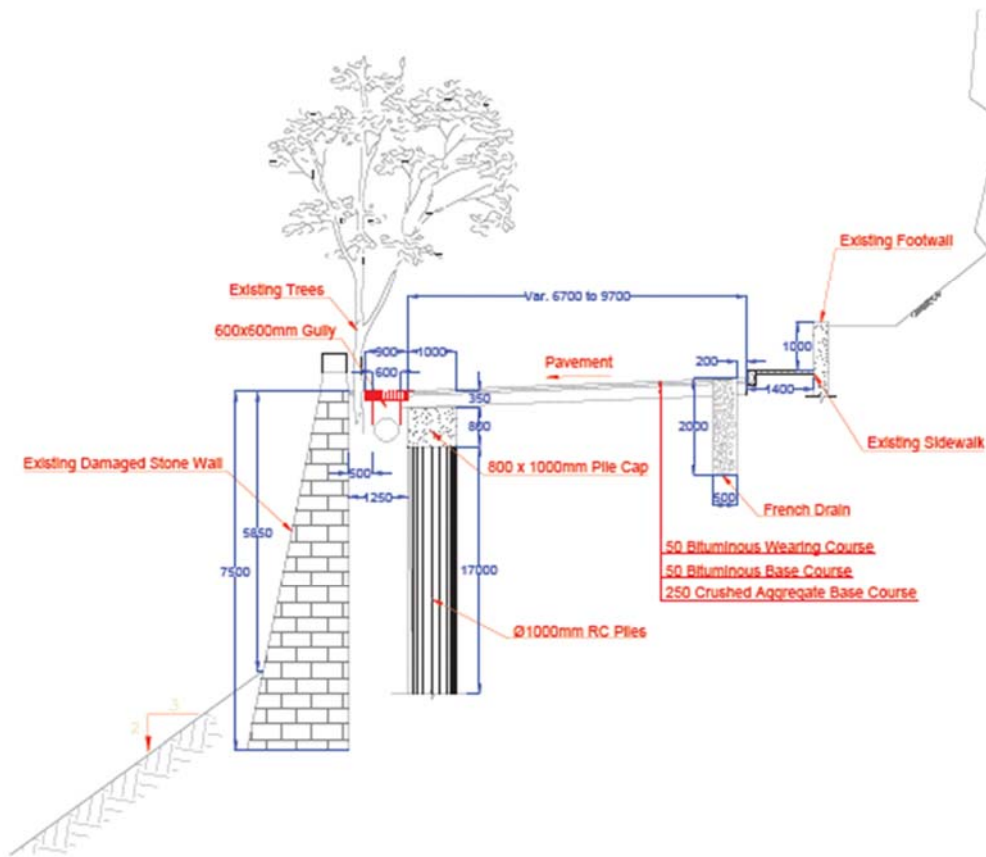 Existing Footwall
Existing Trees
Var. 6700 to 9700
600x600mm Gully
1000
900
1000
200
Pavement
600
1400
350
800
2000
Existing Sidewalk
Existing Damaged Stone Wall
800 x 1000mm Pile Cap
500
1250
500
French Drain
5850
50 Bituminous Wearing Course
7500
17000
50 Bituminous Base Course
250 Crushed Aggregate Base Course
Ø1000mm RC Piles
3
2